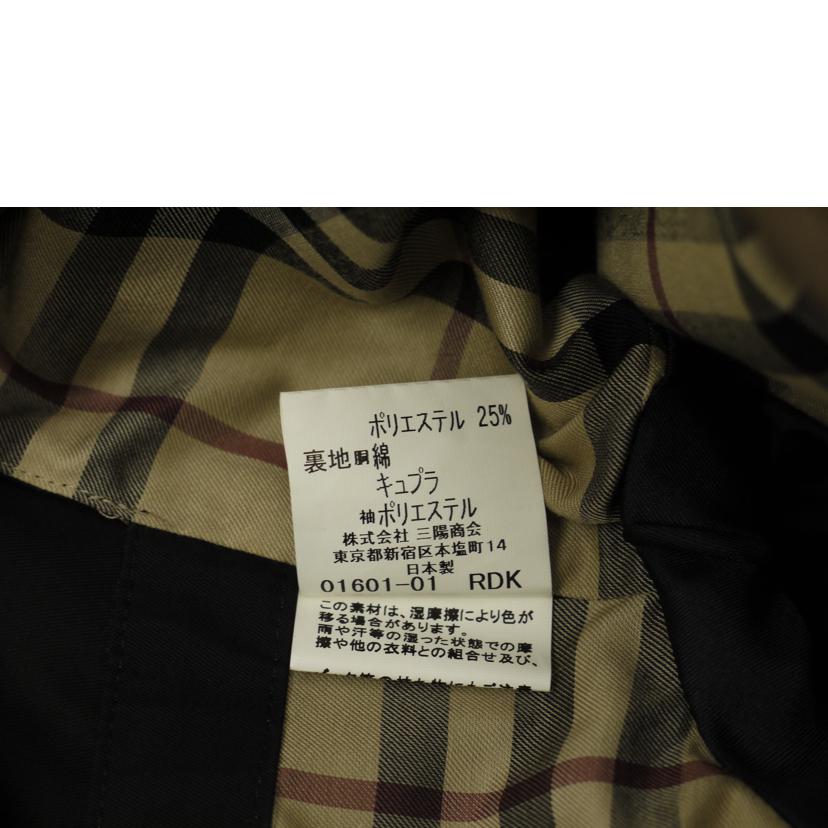 ポリエステル 25%
裏地胴綿
キュプラ
袖ポリエステル
株式会社 三陽商会
東京都新宿区本塩町14
日本製
01601-01 RDK
この素材は、湿摩擦により色が
移る場合があります。
雨や汗等の湿った状態での摩
擦や他の衣料との組合せ及び、